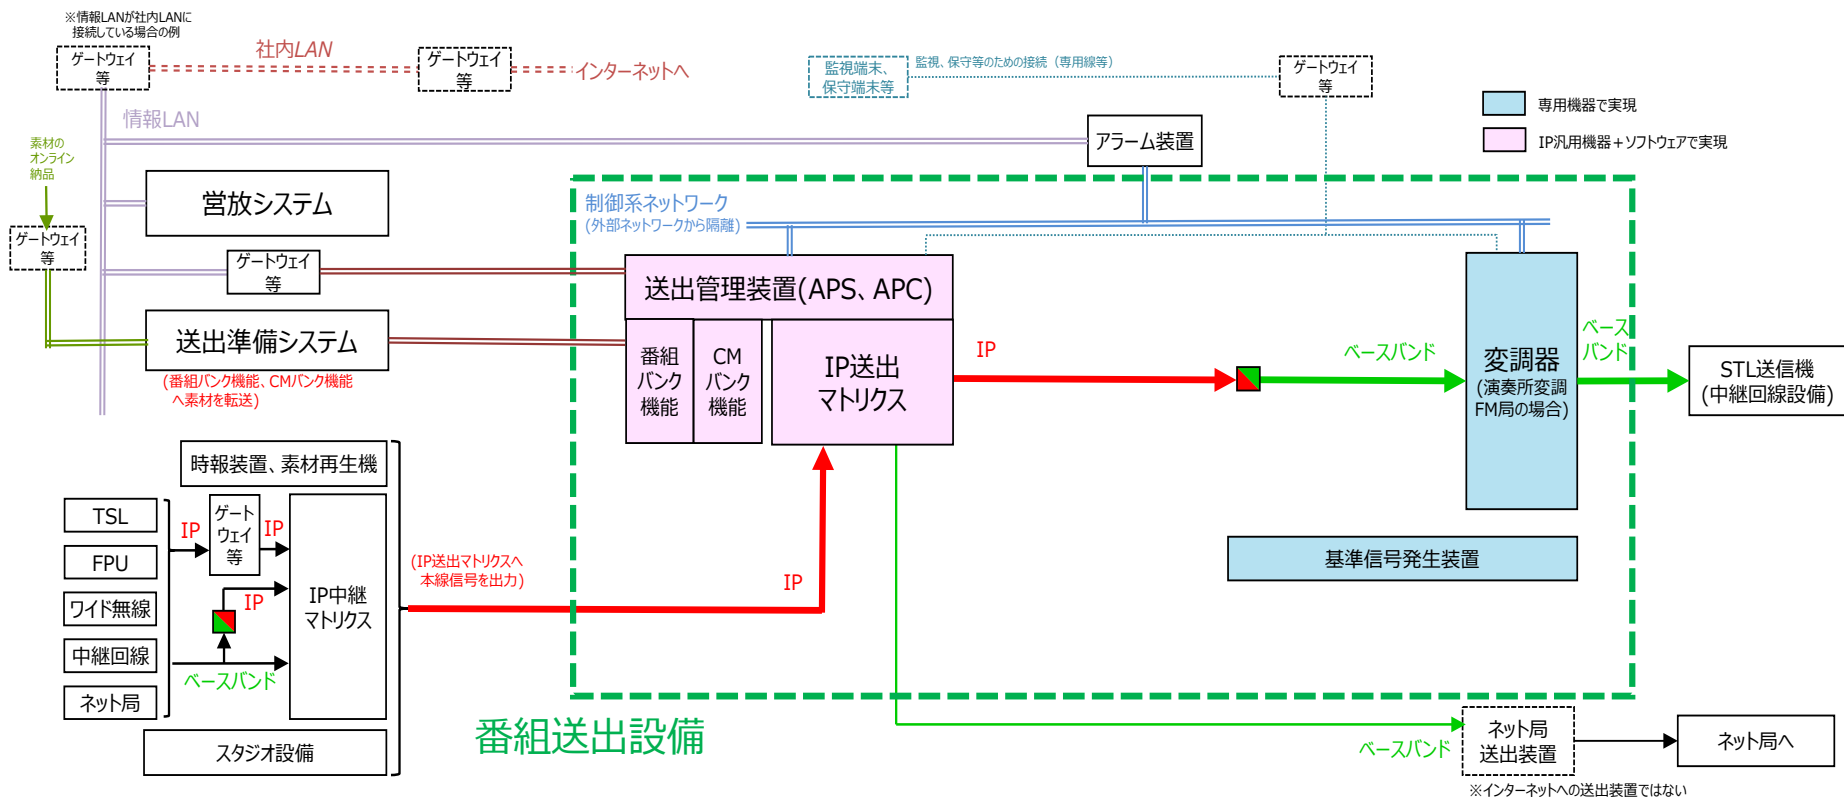 ※情報LANが社内LANに
接続している場合の例
ゲートウェイ
等
社内LAN
ゲートウェイ
等
インターネットへ
監視端末、
保守端末等
監視、保守等のための接続（専用線等）
ゲートウェイ
等
専用機器で実現
IP汎用機器＋ソフトウェアで実現
情報LAN
アラーム装置
素材の
オンライン
納品
営放システム
制御系ネットワーク
(外部ネットワークから隔離)
ゲートウェイ
等
ゲートウェイ
等
送出管理装置(APS、APC)
送出準備システム
(番組バンク機能、CMバンク機能
へ素材を転送)
番組
バンク
機能
CM
バンク
機能
IP送出
マトリクス
IP
ベースバンド
変調器
(演奏所変調
FM局の場合)
ベース
バンド
STL送信機
(中継回線設備)
時報装置、素材再生機
TSL
FPU
ワイド無線
中継回線
ネット局
IP
ゲート
ウェイ
等
IP
IP
ベースバンド
IP中継
マトリクス
スタジオ設備
(IP送出マトリクスへ
本線信号を出力)
IP
基準信号発生装置
番組送出設備
ベースバンド
ネット局
送出装置
ネット局へ
※インターネットへの送出装置ではない